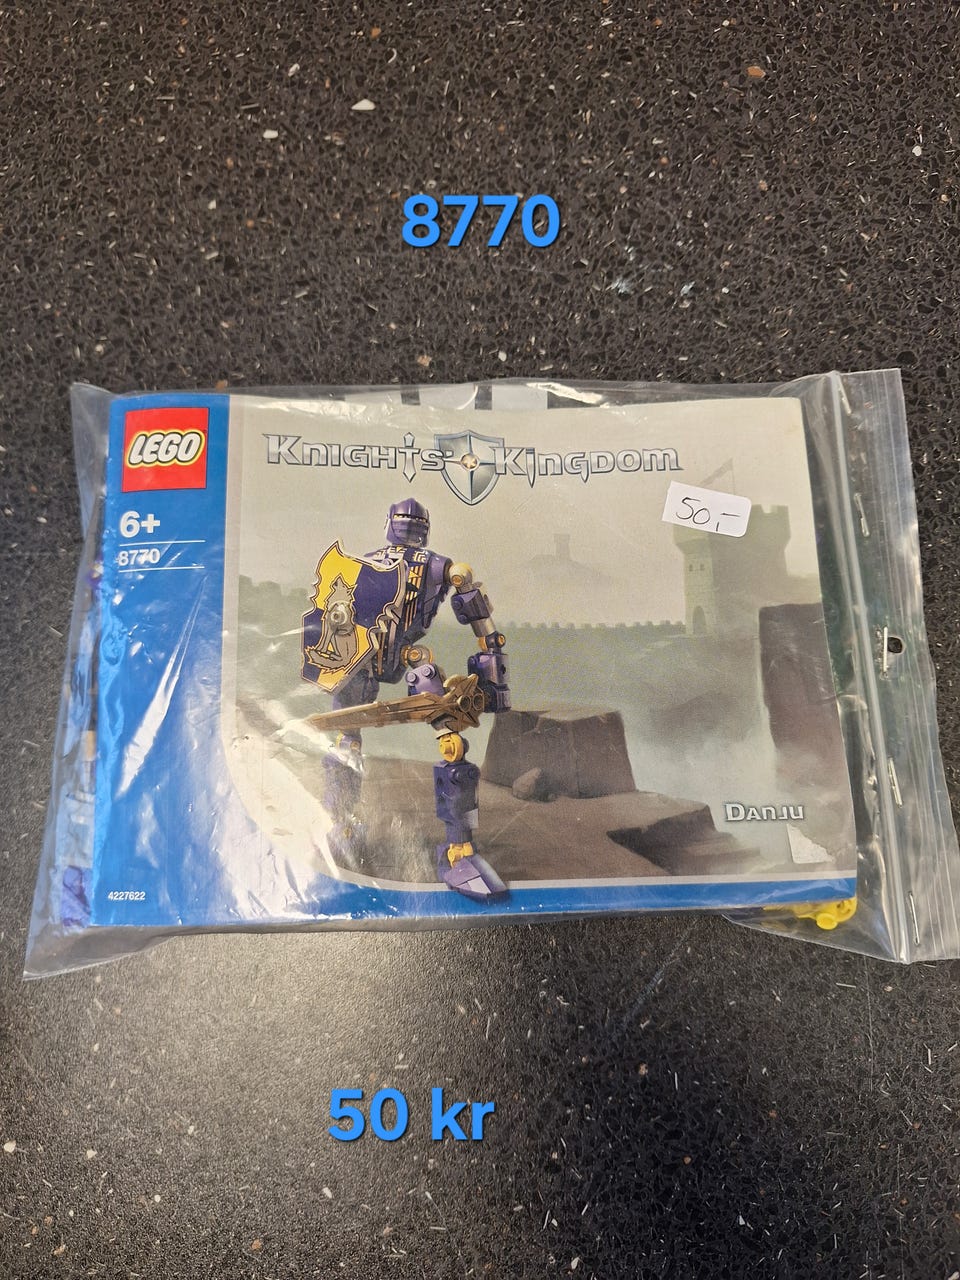 8770
LEGO
KNIGHTS' KINGDOM
50,-
6+
8770
DANJU
4227622
50 kr